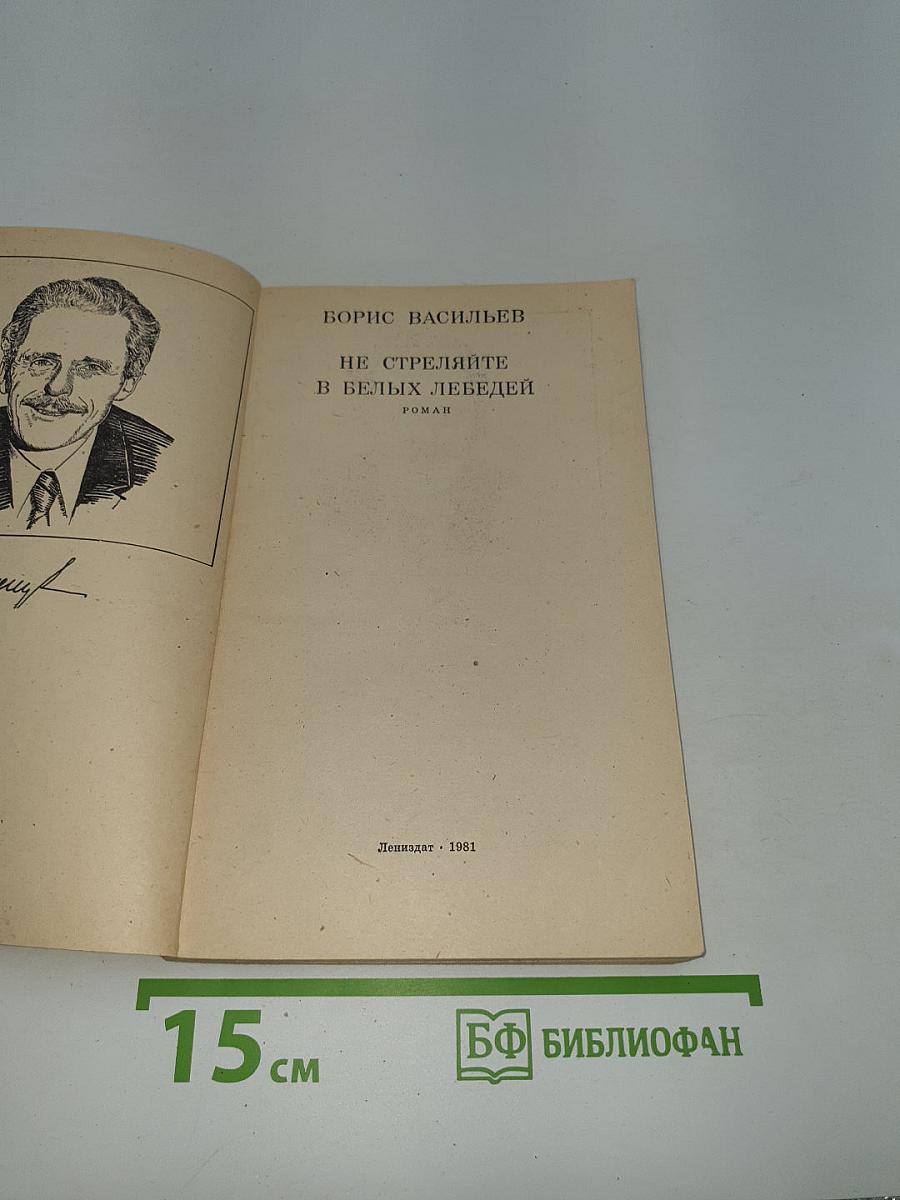 БОРИС ВАСИЛЬЕВ
НЕ СТРЕЛЯЙТЕ
В БЕЛЫХ ЛЕБЕДЕЙ
РОМАН
Лениздат · 1981
15 см
БФ БИБЛИОФАН